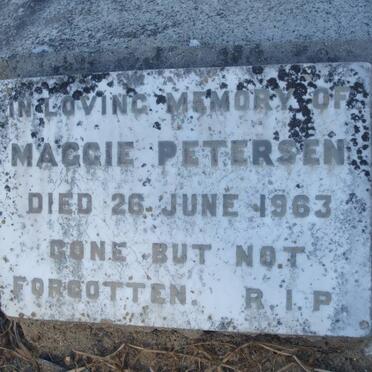 IN LOVING MEMORY OF
MAGGIE PETERSEN
DIED 26 JUNE 1963
GONE BUT NOT
FORGOTTEN. R.I.P